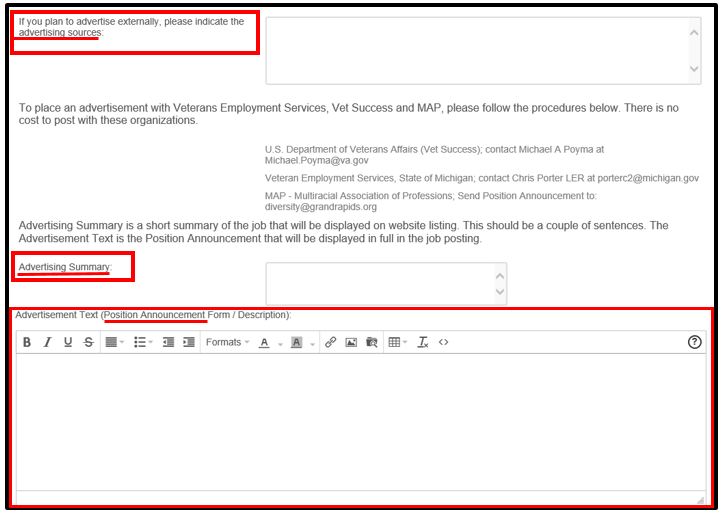 If you plan to advertise externally, please indicate the
advertising sources:
To place an advertisement with Veterans Employment Services, Vet Success and MAP, please follow the procedures below. There is no
cost to post with these organizations.
U.S. Department of Veterans Affairs (Vet Success); contact Michael A Poyma at
Michael.Poyma@va.gov
Veteran Employment Services, State of Michigan; contact Chris Porter LER at porterc2@michigan.gov
MAP - Multiracial Association of Professions; Send Position Announcement to:
diversity@grandrapids.org
Advertising Summary is a short summary of the job that will be displayed on website listing. This should be a couple of sentences. The
Advertisement Text is the Position Announcement that will be displayed in full in the job posting.
Advertising Summary:
Advertisement Text (Position Announcement Form / Description):
B I U S Formats A A Tx <> ?